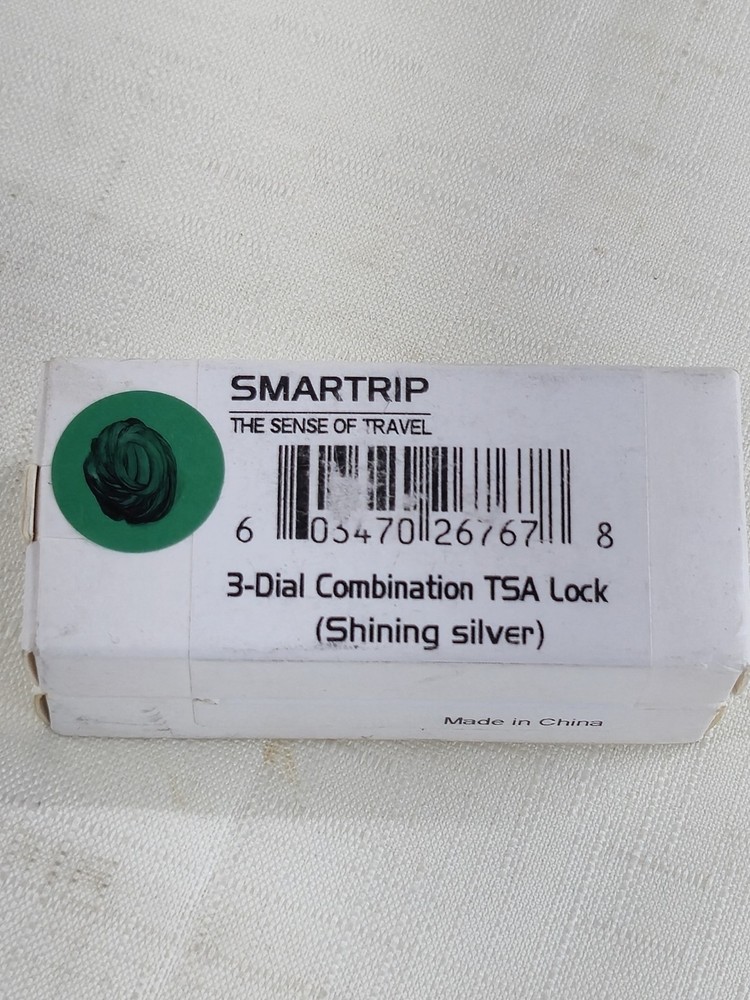 SMARTRIP
THE SENSE OF TRAVEL
6 03470 26767 8
3-Dial Combination TSA Lock
(Shining silver)
Made in China